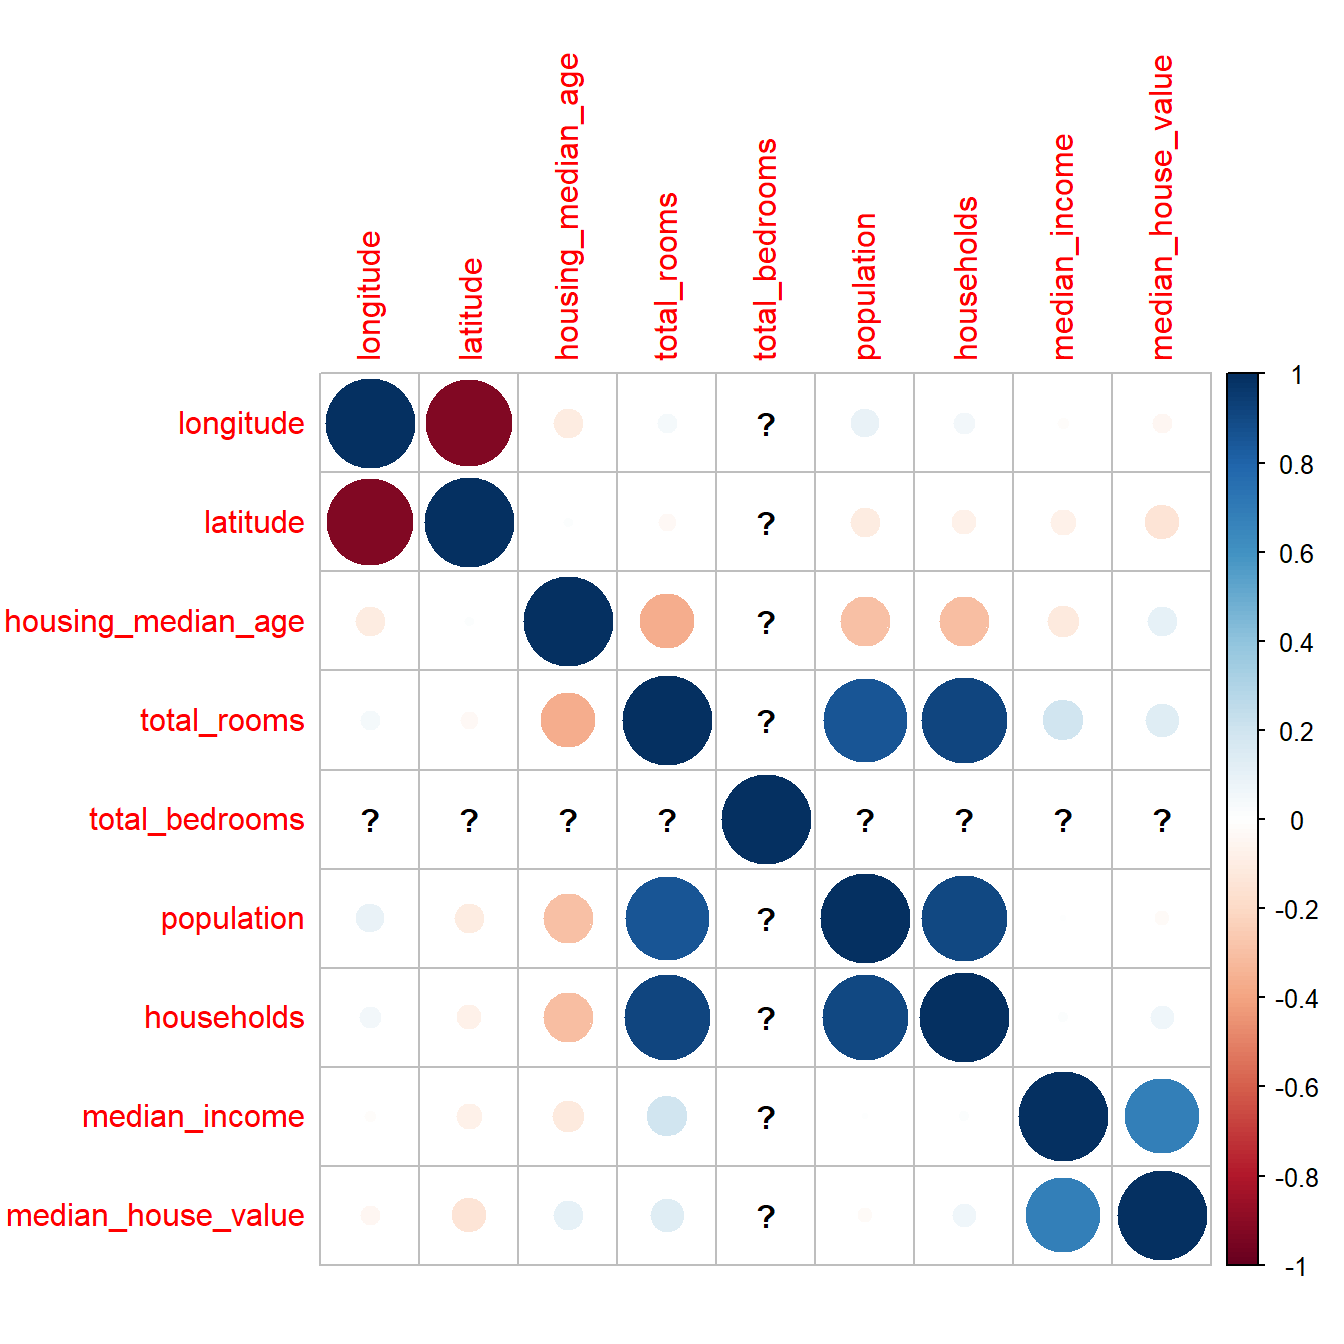 longitude
latitude
housing_median_age
total_rooms
total_bedrooms
population
households
median_income
median_house_value
longitude ?
latitude ?
housing_median_age ?
total_rooms ?
total_bedrooms ? ? ? ? ? ? ? ?
population ?
households ?
median_income ?
median_house_value ?
1
0.8
0.6
0.4
0.2
0
-0.2
-0.4
-0.6
-0.8
-1